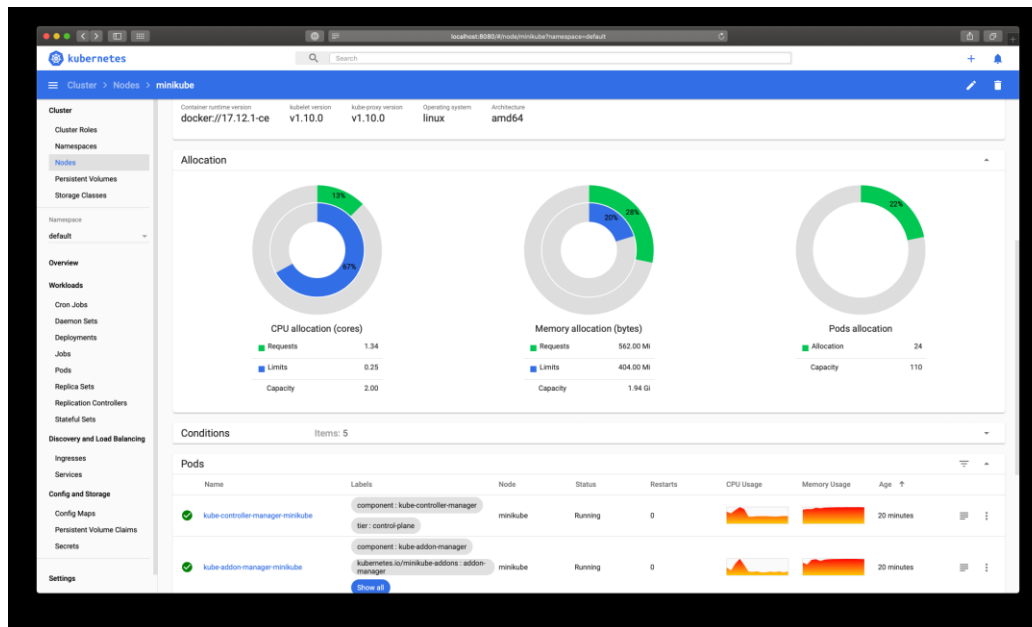 localhost:8080/#/node/minikube?namespace=default
kubernetes
Search
Cluster > Nodes > minikube
Cluster
Cluster Roles
Namespaces
Nodes
Persistent Volumes
Storage Classes
Namespace
default
Overview
Workloads
Cron Jobs
Daemon Sets
Deployments
Jobs
Pods
Replica Sets
Replication Controllers
Stateful Sets
Discovery and Load Balancing
Ingresses
Services
Config and Storage
Config Maps
Persistent Volume Claims
Secrets
Settings
Container runtime version kubelet version kube-proxy version Operating system Architecture
docker://17.12.1-ce v1.10.0 v1.10.0 linux amd64
Allocation
13%
67%
CPU allocation (cores)
Requests 1.34
Limits 0.25
Capacity 2.00
28%
20%
Memory allocation (bytes)
Requests 562.00 Mi
Limits 404.00 Mi
Capacity 1.94 Gi
22%
Pods allocation
Allocation 24
Capacity 110
Conditions Items: 5
Pods
Name Labels Node Status Restarts CPU Usage Memory Usage Age
kube-controller-manager-minikube component : kube-controller-manager minikube Running 0 20 minutes
tier : control-plane
kube-addon-manager-minikube component : kube-addon-manager minikube Running 0 20 minutes
kubernetes.io/minikube-addons : addon-
manager
Show all